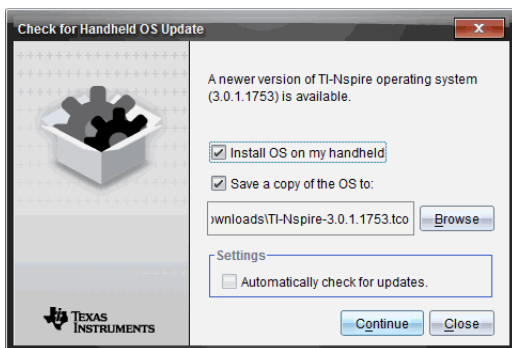 Check for Handheld OS Update
A newer version of TI-Nspire operating system
(3.0.1.1753) is available.
Install OS on my handheld
Save a copy of the OS to:
wnloads\TI-Nspire-3.0.1.1753.tco
Browse
Settings
Automatically check for updates.
TEXAS
INSTRUMENTS
Continue
Close